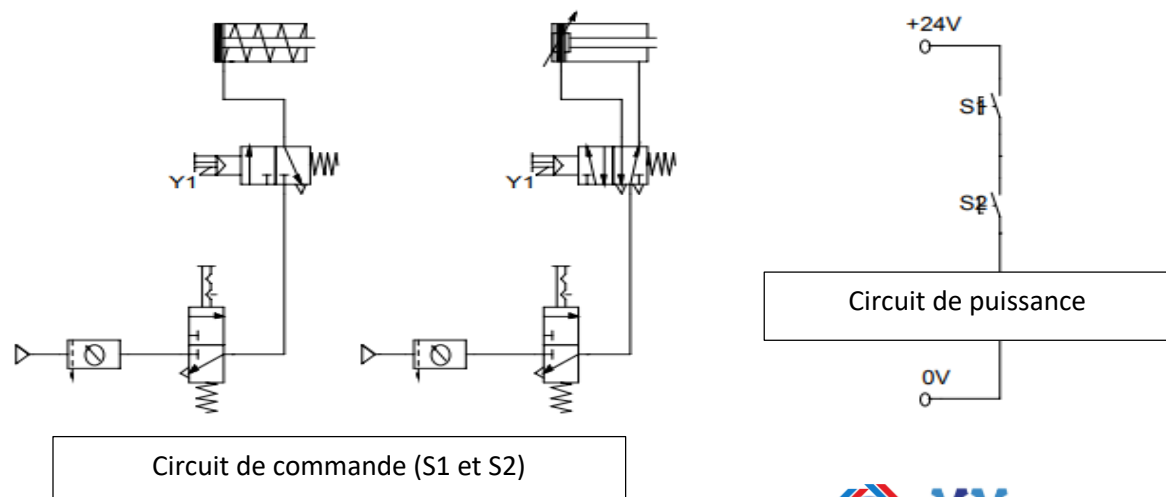 +24V
S1
S2
Y1
Y1
Circuit de puissance
0V
Circuit de commande (S1 et S2)